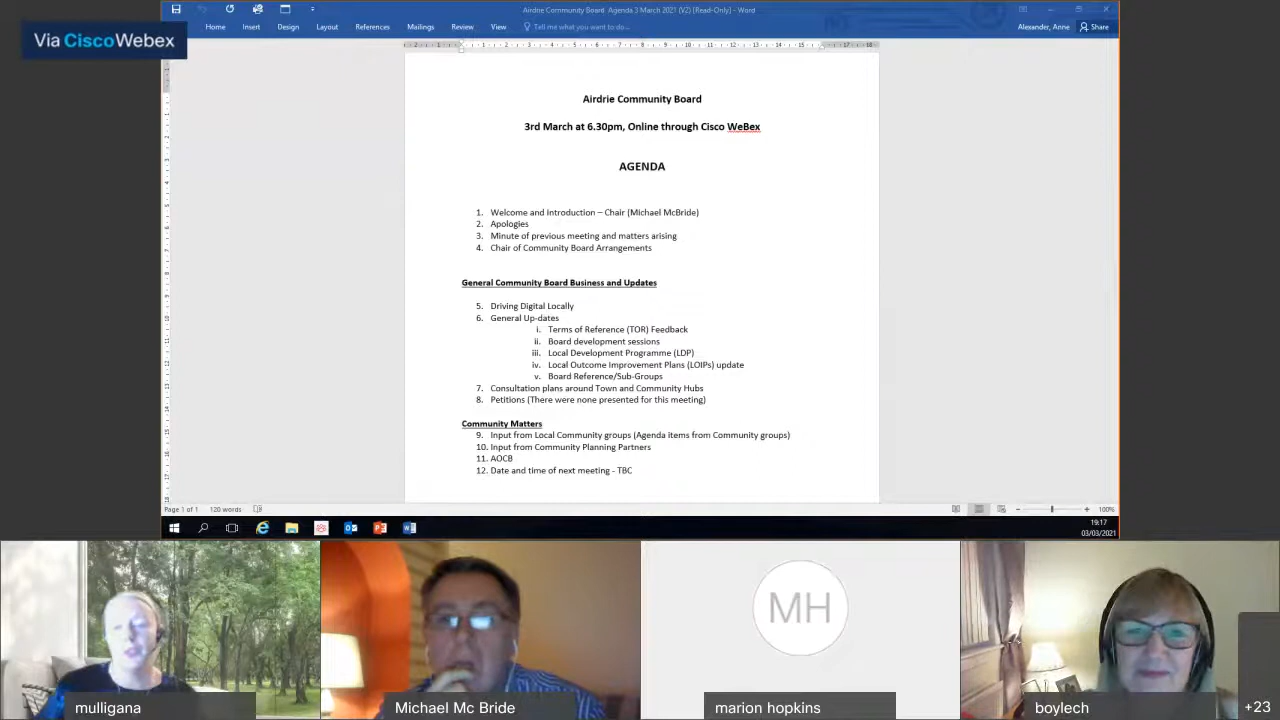 Airdrie Community Board Agenda 3 March 2021 (V2) [Read-Only] - Word
Via CiscoWebex
Home Insert Design Layout References Mailings Review View Tell me what you want to do... Alexander, Anne Share
Airdrie Community Board
3rd March at 6.30pm, Online through Cisco WeBex
AGENDA
1. Welcome and Introduction – Chair (Michael McBride)
2. Apologies
3. Minute of previous meeting and matters arising
4. Chair of Community Board Arrangements
General Community Board Business and Updates
5. Driving Digital Locally
6. General Up-dates
i. Terms of Reference (TOR) Feedback
ii. Board development sessions
iii. Local Development Programme (LDP)
iv. Local Outcome Improvement Plans (LOIPs) update
v. Board Reference/Sub-Groups
7. Consultation plans around Town and Community Hubs
8. Petitions (There were none presented for this meeting)
Community Matters
9. Input from Local Community groups (Agenda items from Community groups)
10. Input from Community Planning Partners
11. AOCB
12. Date and time of next meeting - TBC
Page 1 of 1 120 words 100%
19:17
03/03/2021
MH
mulligana Michael Mc Bride marion hopkins boylech +23